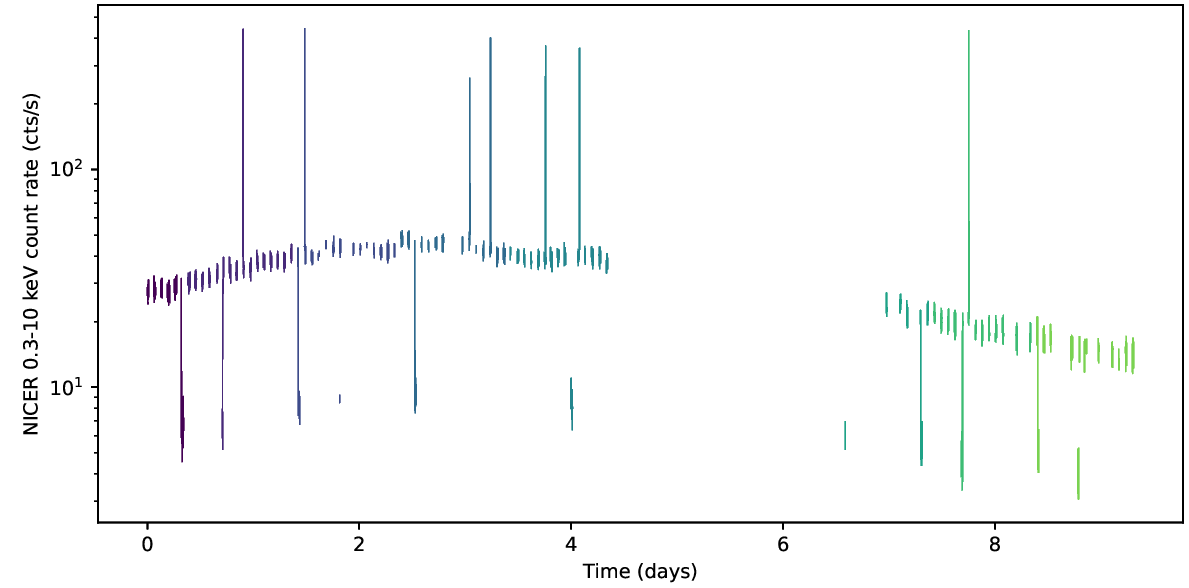 NICER 0.3-10 keV count rate (cts/s)
10²
10¹
0 2 4 6 8
Time (days)